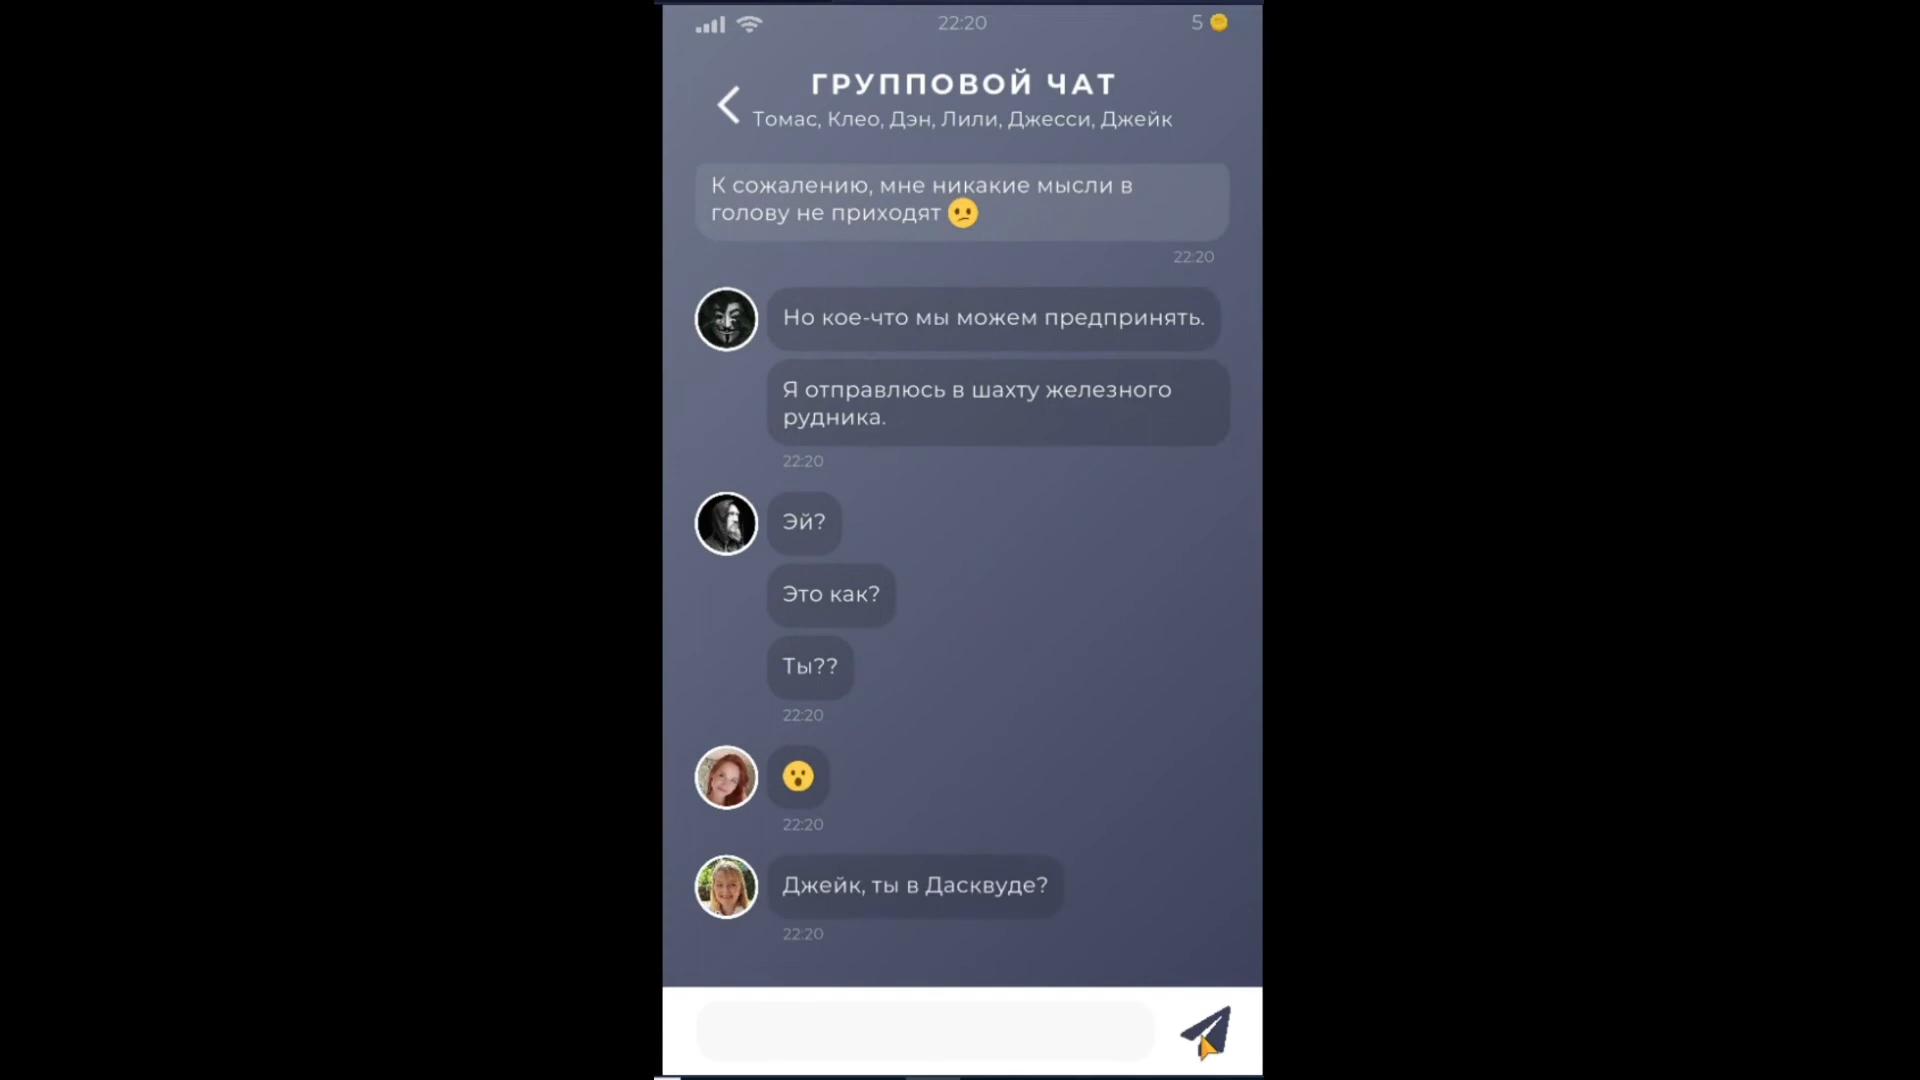 22:20
5
ГРУППОВОЙ ЧАТ
Томас, Клео, Дэн, Лили, Джесси, Джейк
К сожалению, мне никакие мысли в
голову не приходят
22:20
Но кое-что мы можем предпринять.
Я отправлюсь в шахту железного
рудника.
22:20
Эй?
Это как?
Ты??
22:20
22:20
Джейк, ты в Дасквуде?
22:20